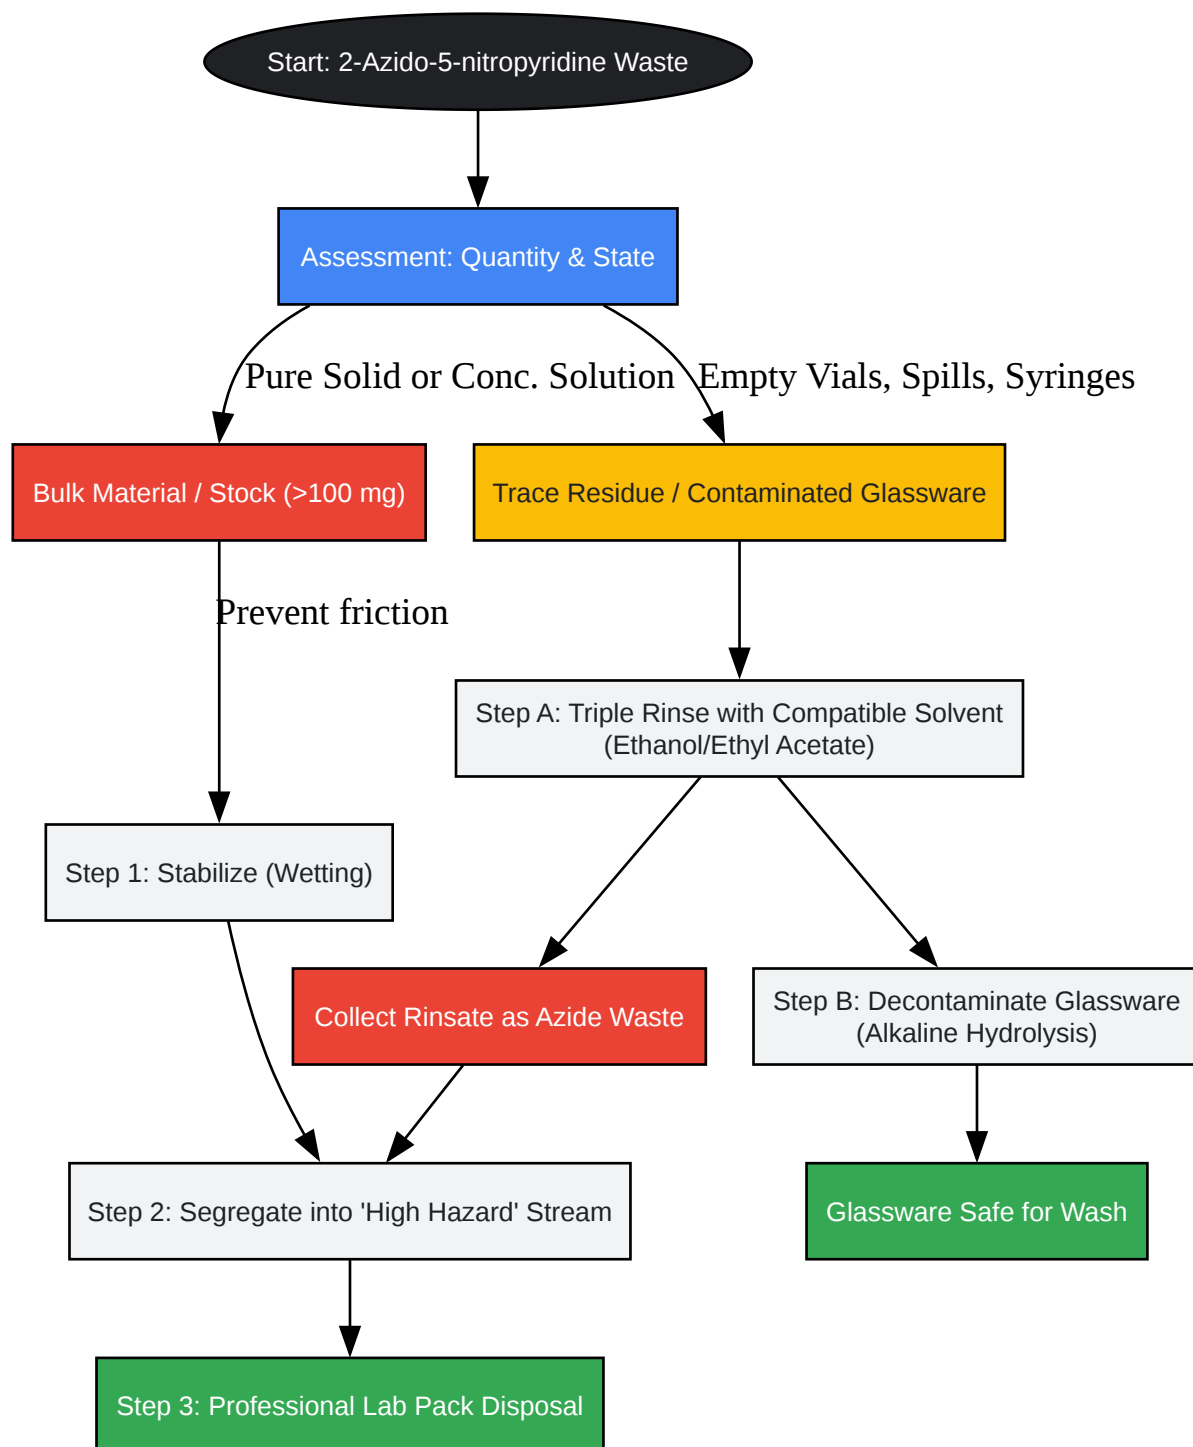 Start: 2-Azido-5-nitropyridine Waste
Assessment: Quantity & State
Pure Solid or Conc. Solution
Empty Vials, Spills, Syringes
Bulk Material / Stock (>100 mg)
Trace Residue / Contaminated Glassware
Prevent friction
Step A: Triple Rinse with Compatible Solvent
(Ethanol/Ethyl Acetate)
Step 1: Stabilize (Wetting)
Collect Rinsate as Azide Waste
Step B: Decontaminate Glassware
(Alkaline Hydrolysis)
Step 2: Segregate into 'High Hazard' Stream
Glassware Safe for Wash
Step 3: Professional Lab Pack Disposal